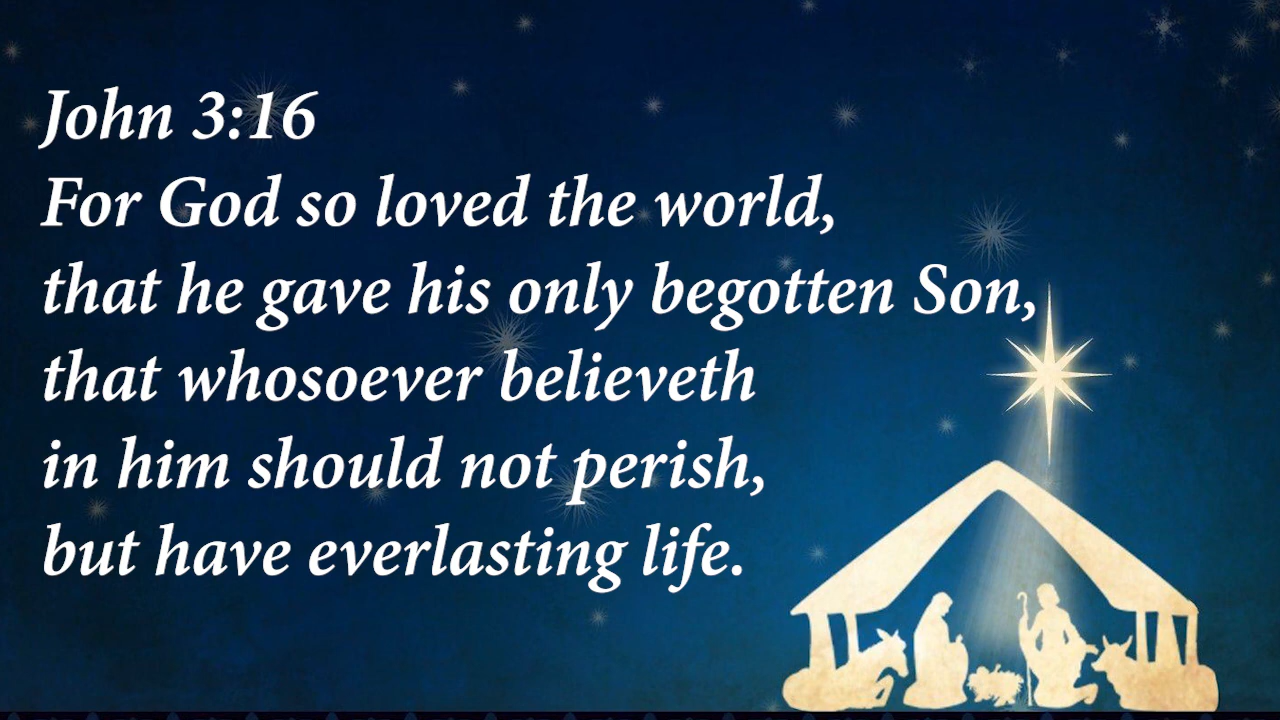 John 3:16
For God so loved the world,
that he gave his only begotten Son,
that whosoever believeth
in him should not perish,
but have everlasting life.